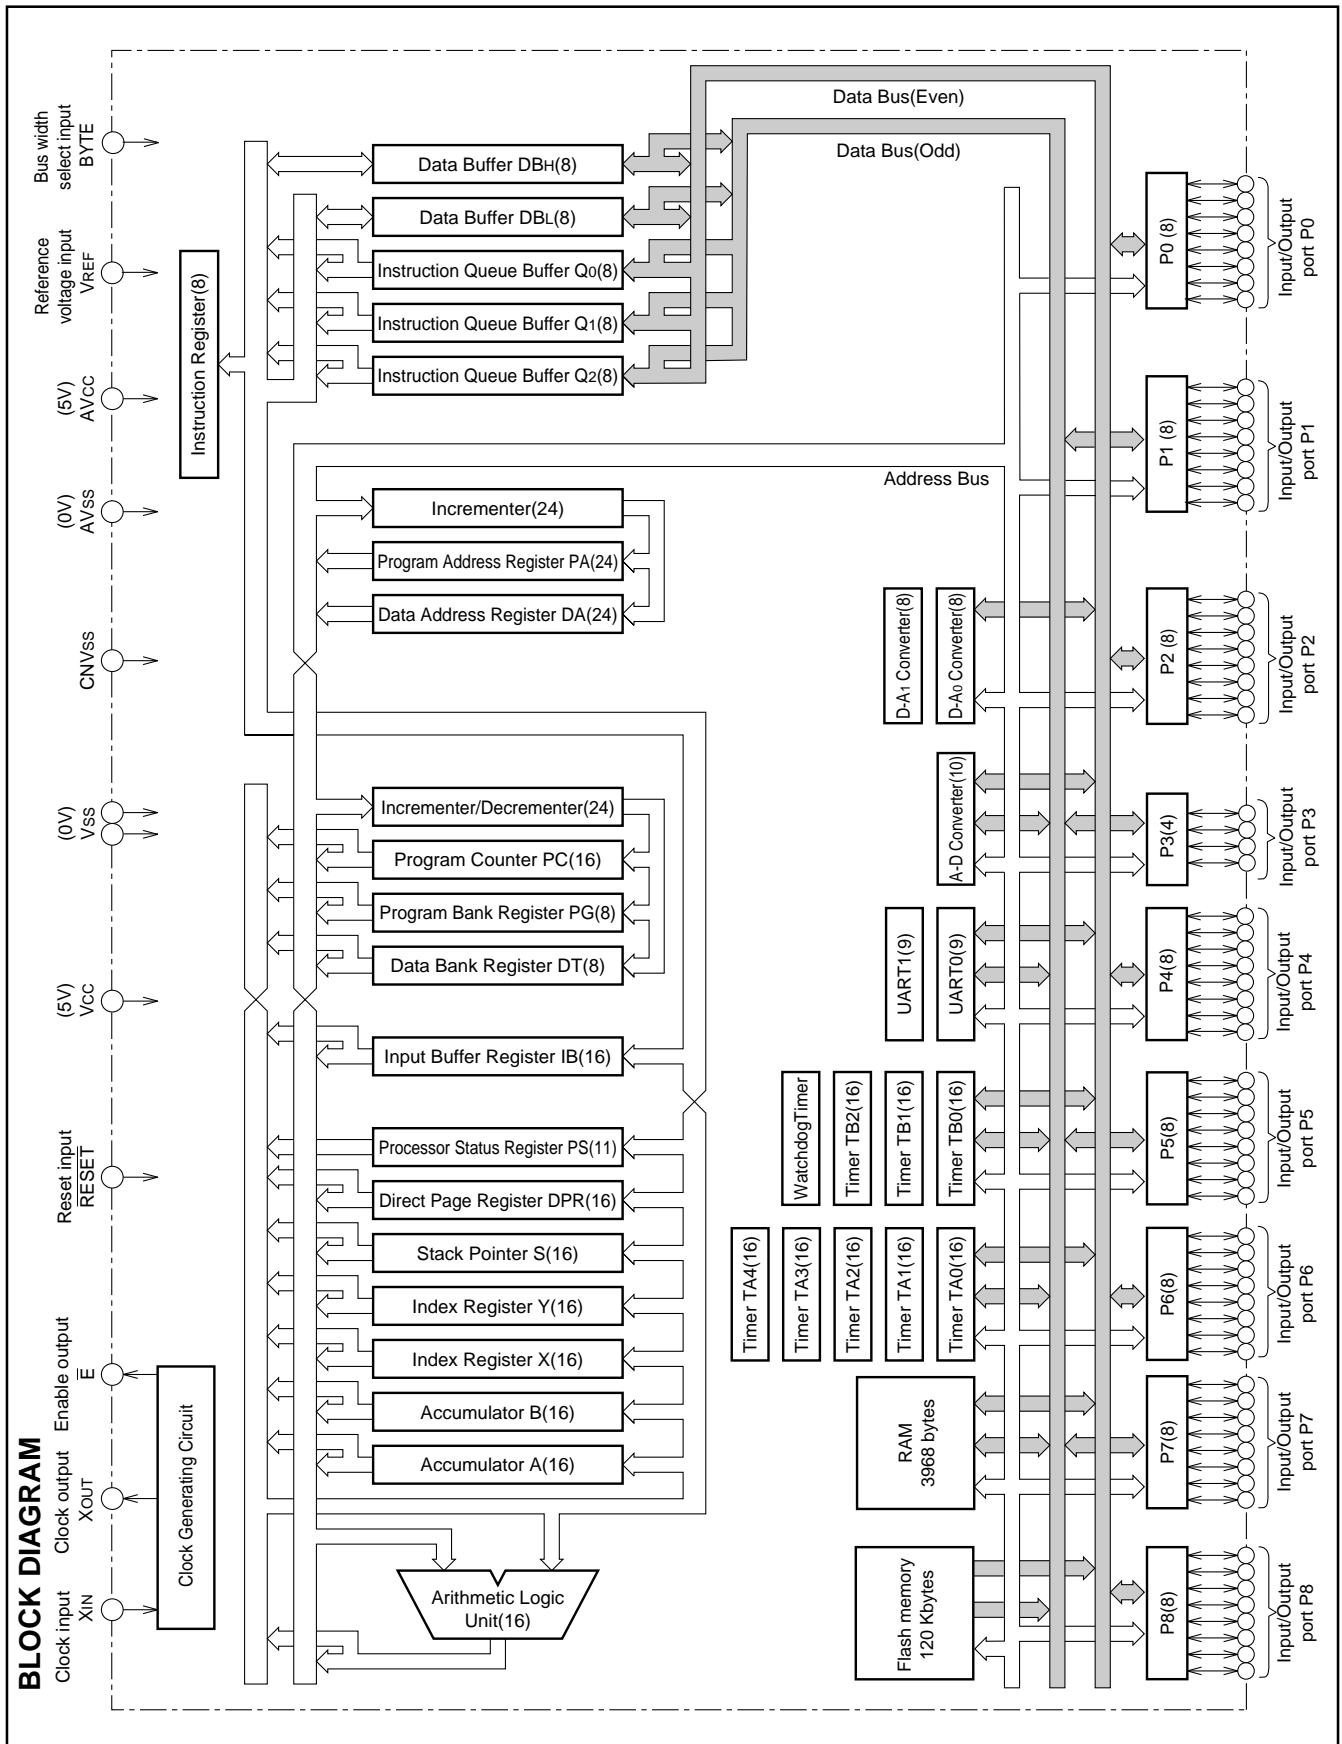 BLOCK DIAGRAM
Bus width
select input
BYTE
Reference
voltage input
VREF
(5V)
AVCC
(0V)
AVSS
CNVSS
(0V)
VSS
(5V)
VCC
Reset input
RESET
Enable output
E
Clock output
XOUT
Clock input
XIN
Clock Generating Circuit
Instruction Register(8)
Data Buffer DBH(8)
Data Buffer DBL(8)
Instruction Queue Buffer Q0(8)
Instruction Queue Buffer Q1(8)
Instruction Queue Buffer Q2(8)
Incrementer(24)
Program Address Register PA(24)
Data Address Register DA(24)
Incrementer/Decrementer(24)
Program Counter PC(16)
Program Bank Register PG(8)
Data Bank Register DT(8)
Input Buffer Register IB(16)
Processor Status Register PS(11)
Direct Page Register DPR(16)
Stack Pointer S(16)
Index Register Y(16)
Index Register X(16)
Accumulator B(16)
Accumulator A(16)
Arithmetic Logic
Unit(16)
Data Bus(Even)
Data Bus(Odd)
Address Bus
D-A1 Converter(8)
D-A0 Converter(8)
A-D Converter(10)
UART1(9)
UART0(9)
WatchdogTimer
Timer TB2(16)
Timer TB1(16)
Timer TB0(16)
Timer TA4(16)
Timer TA3(16)
Timer TA2(16)
Timer TA1(16)
Timer TA0(16)
RAM
3968 bytes
Flash memory
120 Kbytes
P0 (8)
P1 (8)
P2 (8)
P3(4)
P4(8)
P5(8)
P6(8)
P7(8)
P8(8)
Input/Output
port P0
Input/Output
port P1
Input/Output
port P2
Input/Output
port P3
Input/Output
port P4
Input/Output
port P5
Input/Output
port P6
Input/Output
port P7
Input/Output
port P8